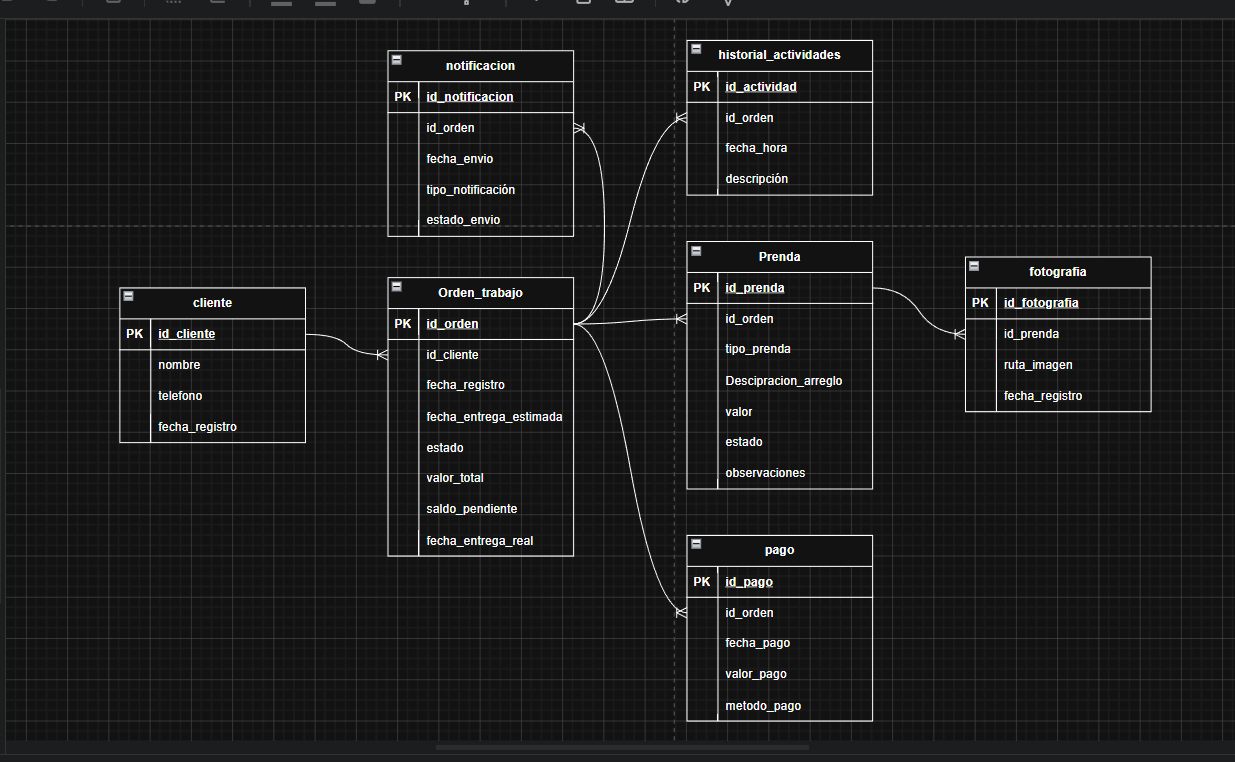 notificacion
PK id_notificacion
id_orden
fecha_envio
tipo_notificación
estado_envio
historial_actividades
PK id_actividad
id_orden
fecha_hora
descripción
cliente
PK id_cliente
nombre
telefono
fecha_registro
Orden_trabajo
PK id_orden
id_cliente
fecha_registro
fecha_entrega_estimada
estado
valor_total
saldo_pendiente
fecha_entrega_real
Prenda
PK id_prenda
id_orden
tipo_prenda
Descipracion_arreglo
valor
estado
observaciones
fotografia
PK id_fotografia
id_prenda
ruta_imagen
fecha_registro
pago
PK id_pago
id_orden
fecha_pago
valor_pago
metodo_pago